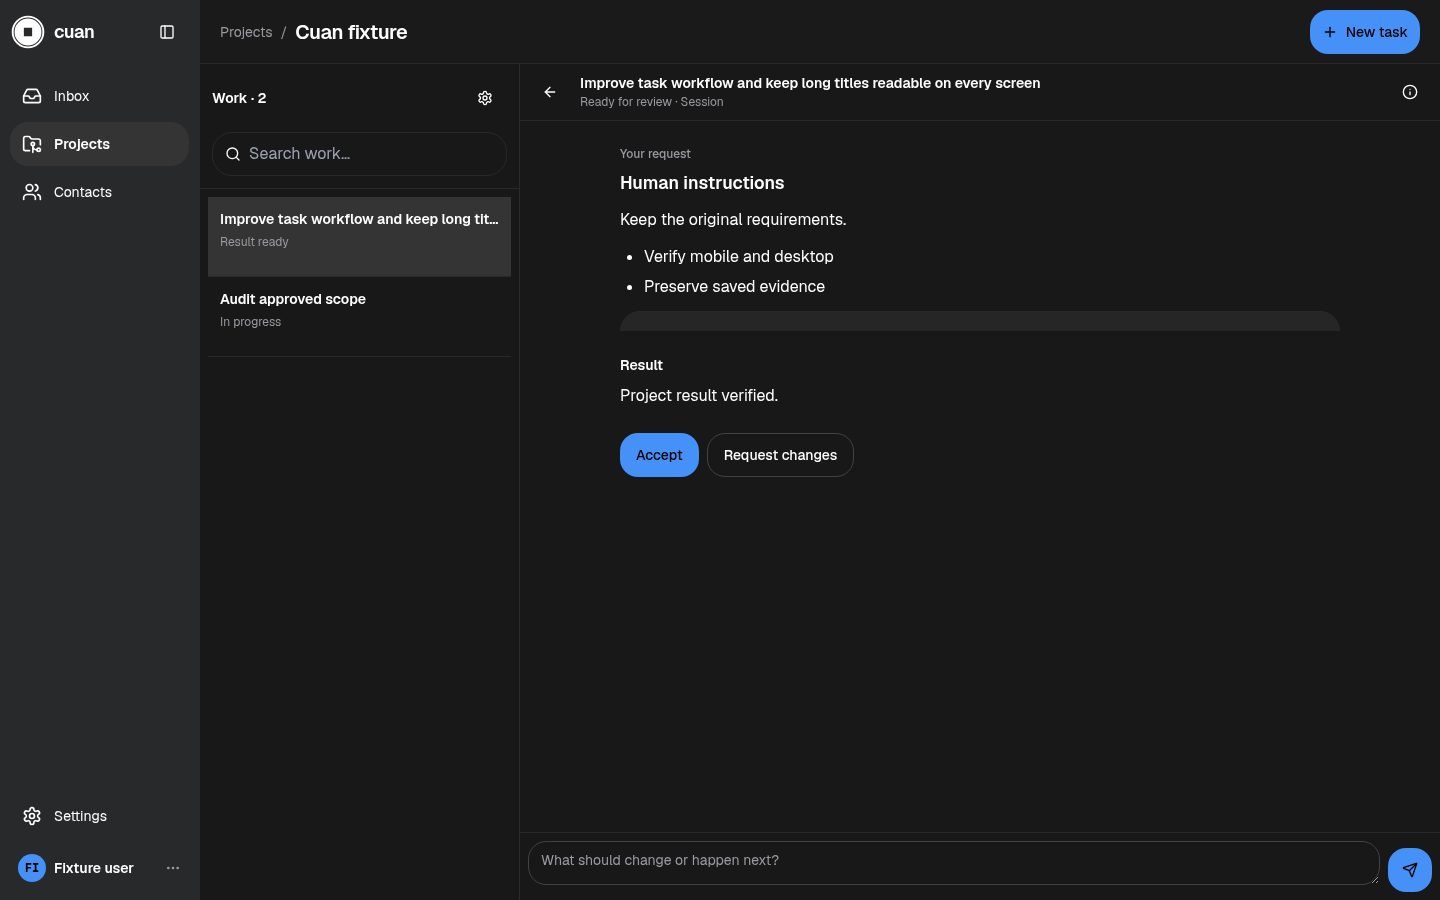 cuan
Inbox
Projects
Contacts
Settings
FI
Fixture user
Projects / Cuan fixture
New task
Work · 2
Search work...
Improve task workflow and keep long tit...
Result ready
Audit approved scope
In progress
Improve task workflow and keep long titles readable on every screen
Ready for review · Session
Your request
Human instructions
Keep the original requirements.
• Verify mobile and desktop
• Preserve saved evidence
Result
Project result verified.
Accept
Request changes
What should change or happen next?